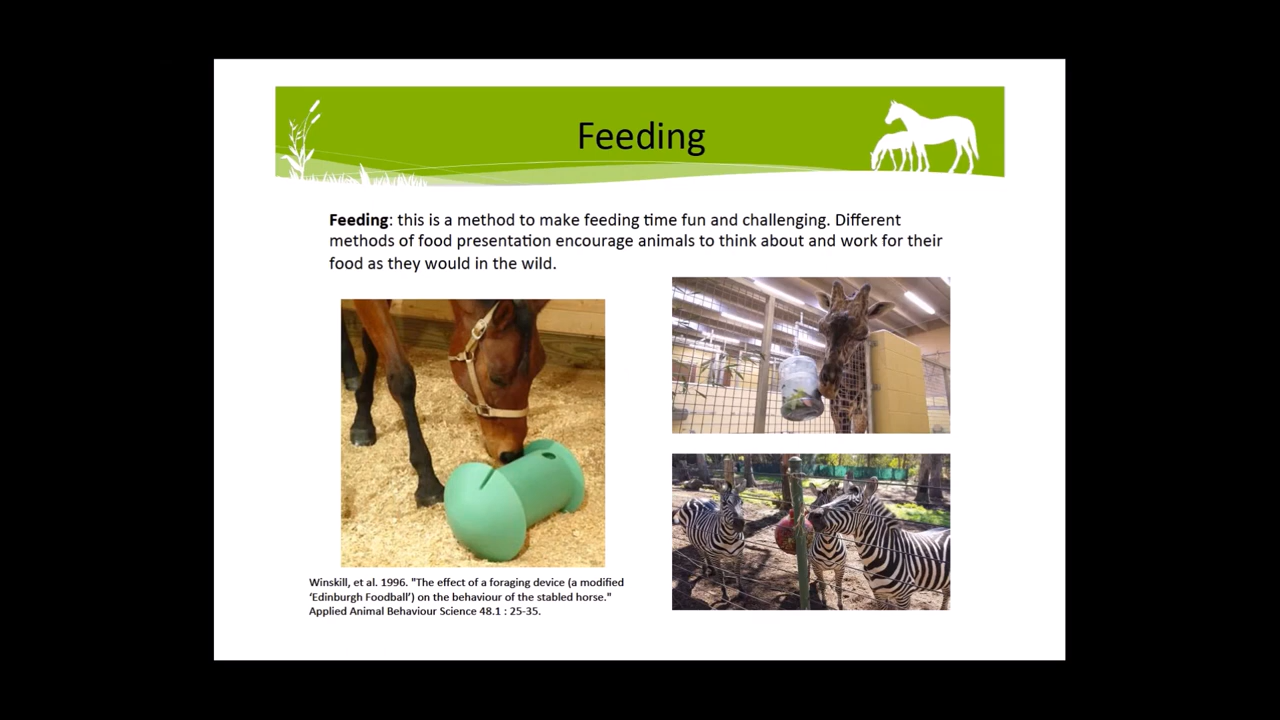 Feeding
Feeding: this is a method to make feeding time fun and challenging. Different
methods of food presentation encourage animals to think about and work for their
food as they would in the wild.
Winskill, et al. 1996. "The effect of a foraging device (a modified
‘Edinburgh Foodball’) on the behaviour of the stabled horse."
Applied Animal Behaviour Science 48.1 : 25-35.